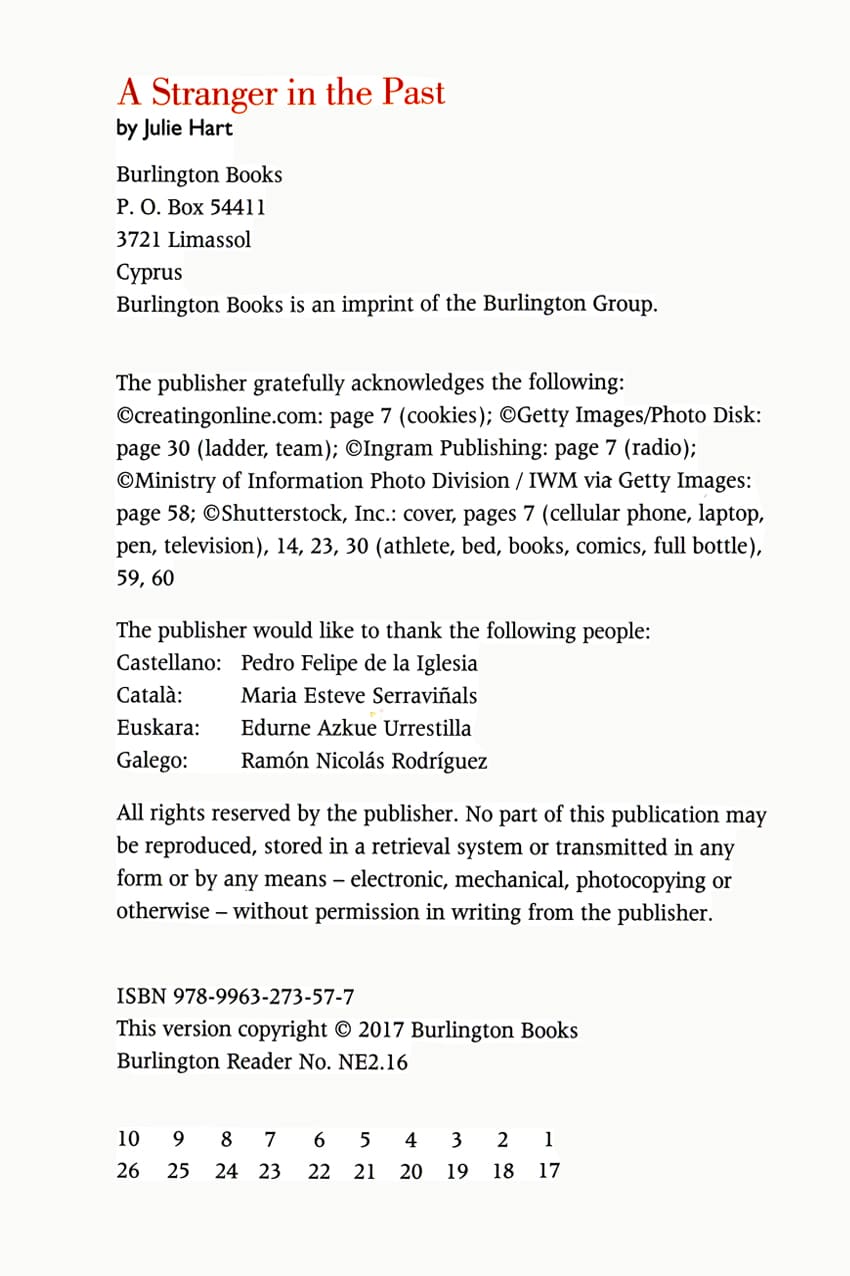 A Stranger in the Past
by Julie Hart
Burlington Books
P. O. Box 54411
3721 Limassol
Cyprus
Burlington Books is an imprint of the Burlington Group.
The publisher gratefully acknowledges the following:
©creatingonline.com: page 7 (cookies); ©Getty Images/Photo Disk:
page 30 (ladder, team); ©Ingram Publishing: page 7 (radio);
©Ministry of Information Photo Division / IWM via Getty Images:
page 58; ©Shutterstock, Inc.: cover, pages 7 (cellular phone, laptop,
pen, television), 14, 23, 30 (athlete, bed, books, comics, full bottle),
59, 60
The publisher would like to thank the following people:
Castellano: Pedro Felipe de la Iglesia
Català: Maria Esteve Serraviñals
Euskara: Edurne Azkue Urrestilla
Galego: Ramón Nicolás Rodríguez
All rights reserved by the publisher. No part of this publication may
be reproduced, stored in a retrieval system or transmitted in any
form or by any means – electronic, mechanical, photocopying or
otherwise – without permission in writing from the publisher.
ISBN 978-9963-273-57-7
This version copyright © 2017 Burlington Books
Burlington Reader No. NE2.16
10 9 8 7 6 5 4 3 2 1
26 25 24 23 22 21 20 19 18 17